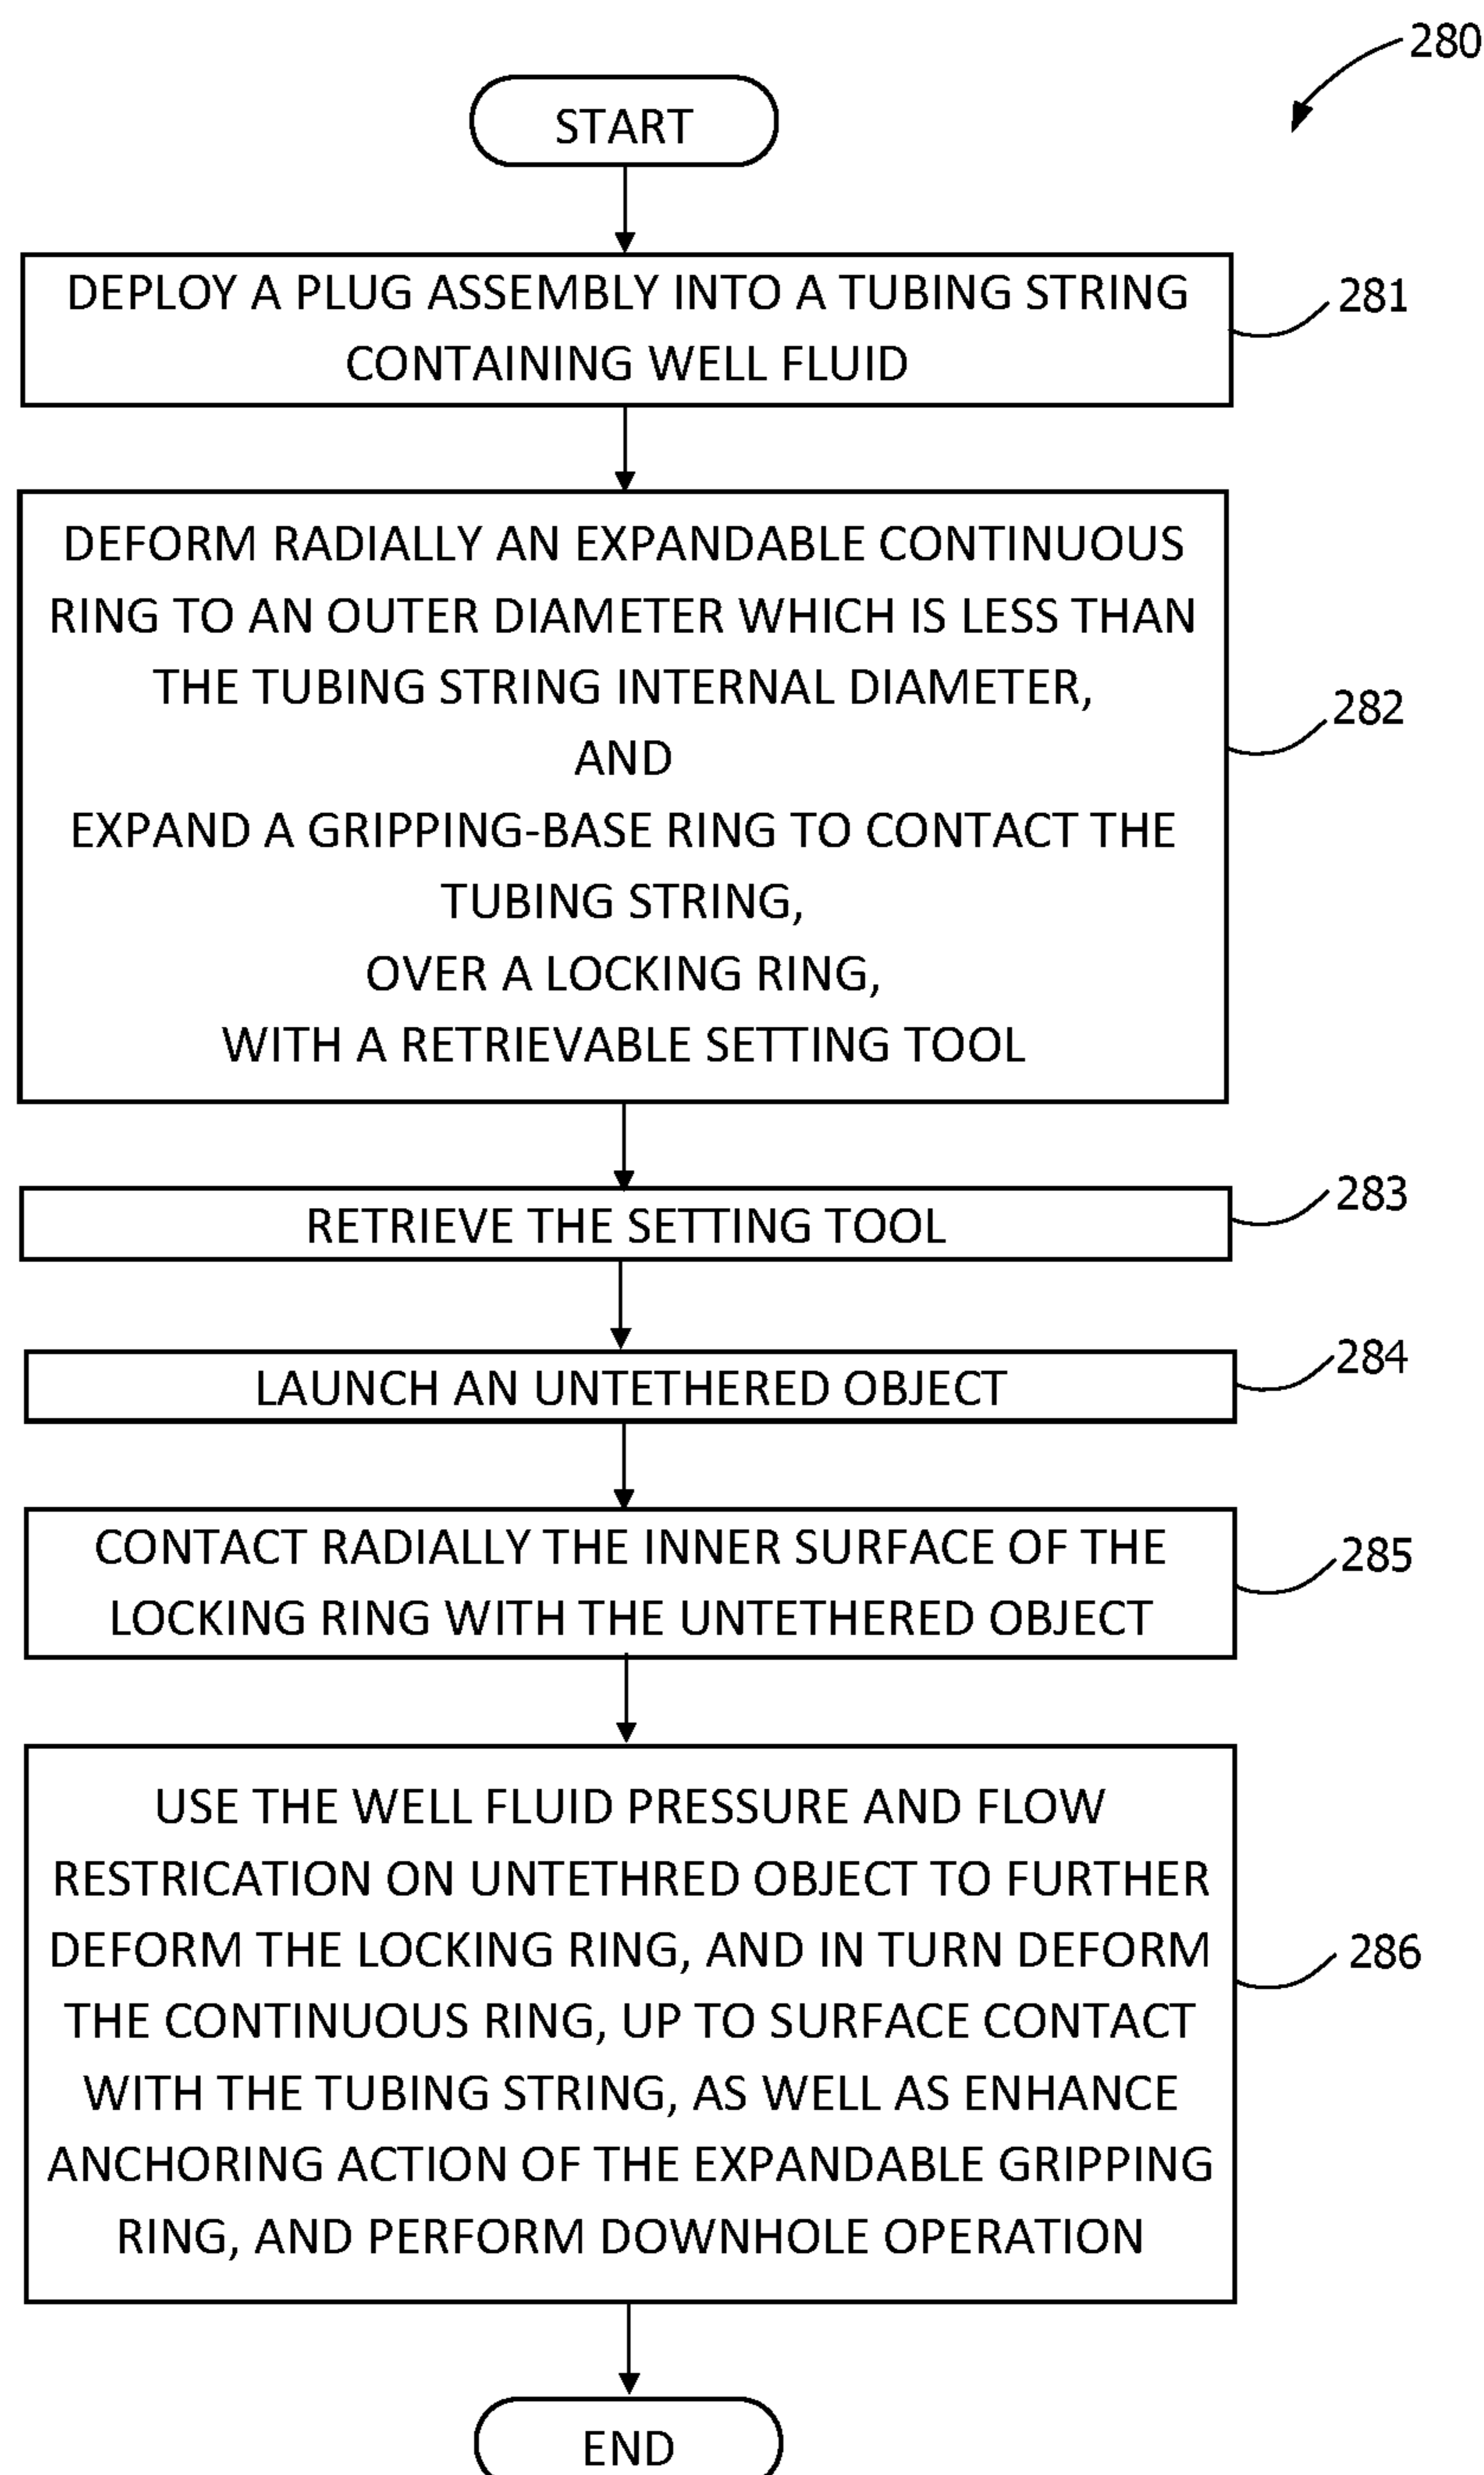 280
START
DEPLOY A PLUG ASSEMBLY INTO A TUBING STRING
CONTAINING WELL FLUID
281
DEFORM RADIALLY AN EXPANDABLE CONTINUOUS
RING TO AN OUTER DIAMETER WHICH IS LESS THAN
THE TUBING STRING INTERNAL DIAMETER,
AND
EXPAND A GRIPPING-BASE RING TO CONTACT THE
TUBING STRING,
OVER A LOCKING RING,
WITH A RETRIEVABLE SETTING TOOL
282
RETRIEVE THE SETTING TOOL
283
LAUNCH AN UNTETHERED OBJECT
284
CONTACT RADIALLY THE INNER SURFACE OF THE
LOCKING RING WITH THE UNTETHERED OBJECT
285
USE THE WELL FLUID PRESSURE AND FLOW
RESTRICATION ON UNTETHRED OBJECT TO FURTHER
DEFORM THE LOCKING RING, AND IN TURN DEFORM
THE CONTINUOUS RING, UP TO SURFACE CONTACT
WITH THE TUBING STRING, AS WELL AS ENHANCE
ANCHORING ACTION OF THE EXPANDABLE GRIPPING
RING, AND PERFORM DOWNHOLE OPERATION
286
END